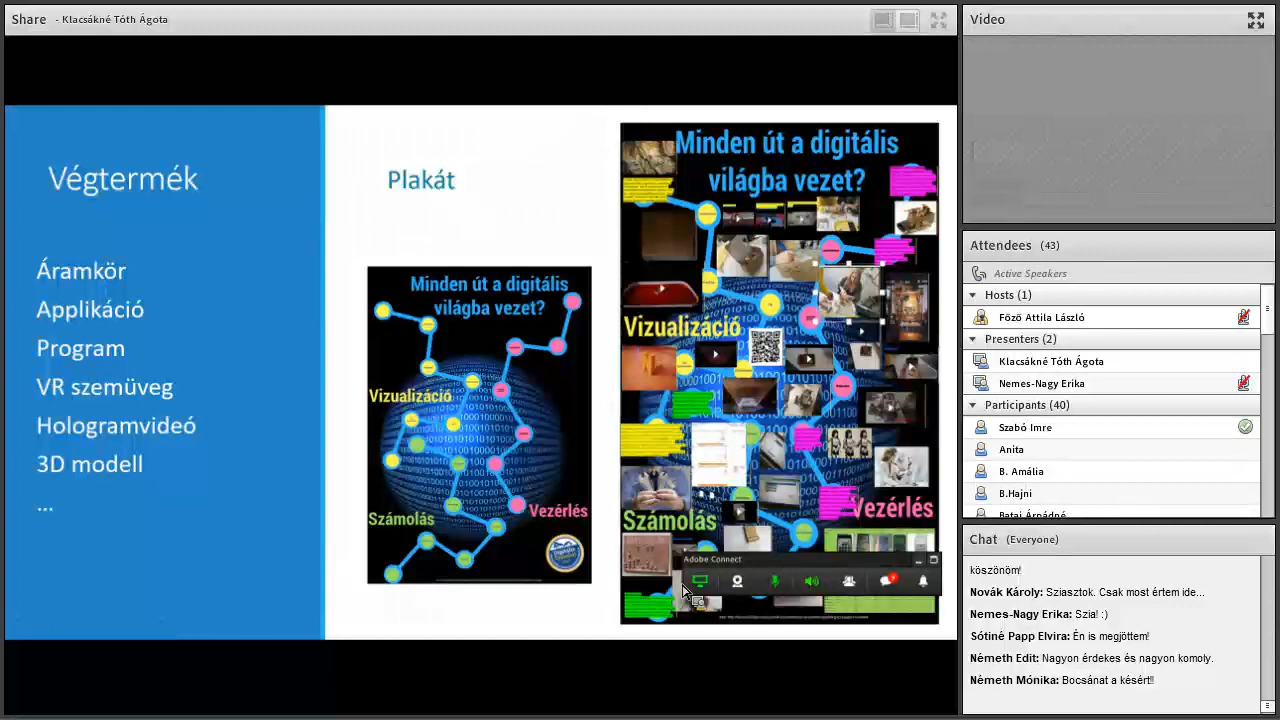 Share - Klacsákné Tóth Ágota
Végtermék
Áramkör
Applikáció
Program
VR szemüveg
Hologramvideó
3D modell
...
Plakát
Minden út a digitális
világba vezet?
Vizualizáció
Számolás
Vezérlés
Minden út a digitális
világba vezet?
Vizualizáció
Számolás
Vezérlés
Adobe Connect
Video
Attendees (43)
Active Speakers
Hosts (1)
Főző Attila László
Presenters (2)
Klacsákné Tóth Ágota
Nemes-Nagy Erika
Participants (40)
Szabó Imre
Anita
B. Amália
B.Hajni
Batai Árpádné
Chat (Everyone)
köszönöm!
Novák Károly: Sziasztok. Csak most értem ide...
Nemes-Nagy Erika: Szia! :)
Sótiné Papp Elvira: Én is megjöttem!
Németh Edit: Nagyon érdekes és nagyon komoly.
Németh Mónika: Bocsánat a késért!!